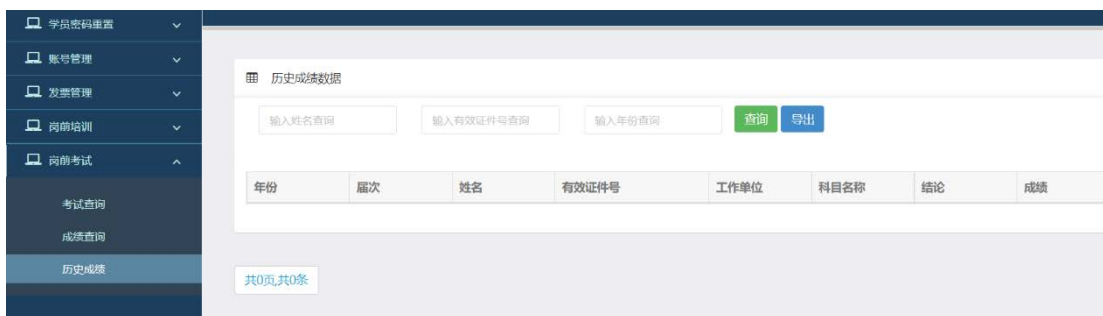 学员密码重置
账号管理
发票管理
岗前培训
岗前考试
考试查询
成绩查询
历史成绩
历史成绩数据
输入姓名查询 输入有效证件号查询 输入年份查询 查询 导出
年份 届次 姓名 有效证件号 工作单位 科目名称 结论 成绩
共0页,共0条